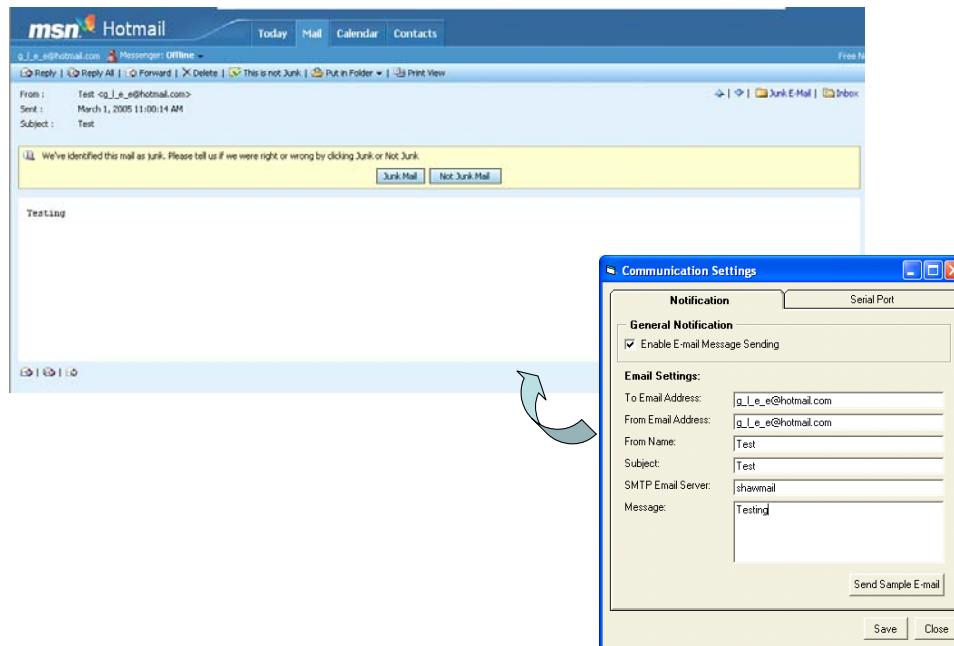 msn Hotmail
Today Mail Calendar Contacts
g_l_e_e@hotmail.com Messenger: Offline Free N
Reply | Reply All | Forward | Delete | This is not Junk | Put in Folder | Print View
From : Test <g_l_e_e@hotmail.com>
Junk E-Mail | Inbox
Sent : March 1, 2005 11:00:14 AM
Subject : Test
We've identified this mail as junk. Please tell us if we were right or wrong by clicking Junk or Not Junk
Junk Mail Not Junk Mail
Testing
Communication Settings
Notification Serial Port
General Notification
Enable E-mail Message Sending
Email Settings:
To Email Address: g_l_e_e@hotmail.com
From Email Address: g_l_e_e@hotmail.com
From Name: Test
Subject: Test
SMTP Email Server: shawmail
Message: Testing
Send Sample E-mail
Save Close